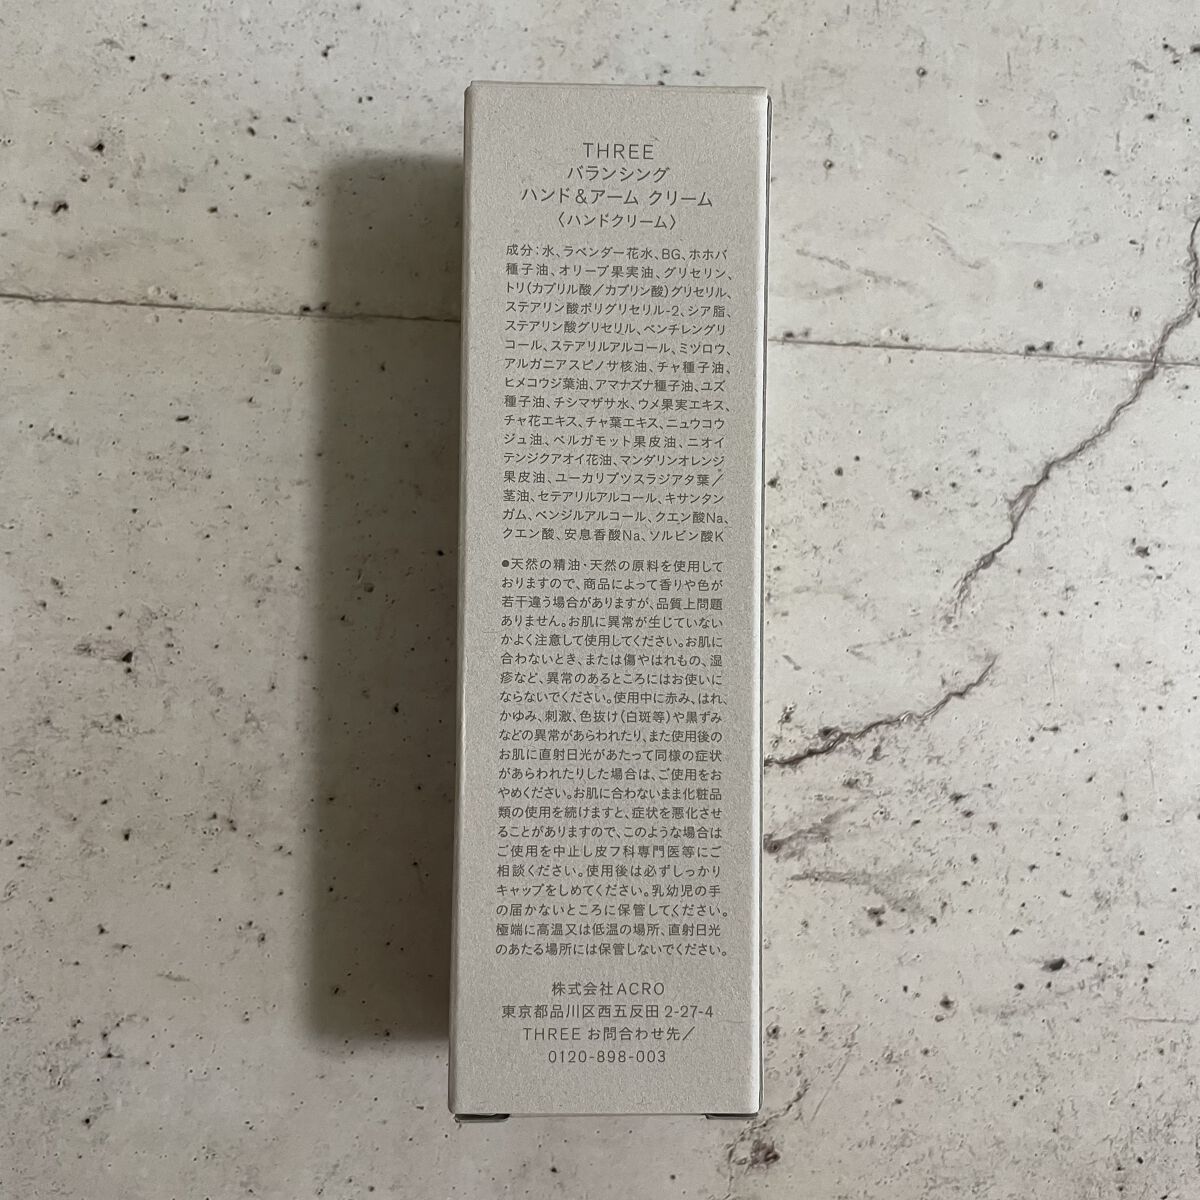 THREE
バランシング
ハンド&アーム クリーム
〈ハンドクリーム〉
成分:水、ラベンダー花水、BG、ホホバ
種子油、オリーブ果実油、グリセリン、
トリ(カプリル酸/カプリン酸)グリセリル、
ステアリン酸ポリグリセリル-2、シア脂、
ステアリン酸グリセリル、ペンチレングリ
コール、ステアリルアルコール、ミツロウ、
アルガニアスピノサ核油、チャ種子油、
ヒメコウジ葉油、アマナズナ種子油、ユズ
種子油、チシマザサ水、ウメ果実エキス、
チャ花エキス、チャ葉エキス、ニュウコウ
ジュ油、ベルガモット果皮油、ニオイ
テンジクアオイ花油、マンダリンオレンジ
果皮油、ユーカリプツスラジアタ葉/
茎油、セテアリルアルコール、キサンタン
ガム、ベンジルアルコール、クエン酸Na、
クエン酸、安息香酸Na、ソルビン酸K
●天然の精油・天然の原料を使用して
おりますので、商品によって香りや色が
若干違う場合がありますが、品質上問題
ありません。お肌に異常が生じていない
かよく注意して使用してください。お肌に
合わないとき、または傷やはれもの、湿
疹など、異常のあるところにはお使いに
ならないでください。使用中に赤み、はれ、
かゆみ、刺激、色抜け(白斑等)や黒ずみ
などの異常があらわれたり、また使用後の
お肌に直射日光があたって同様の症状
があらわれたりした場合は、ご使用をお
やめください。お肌に合わないまま化粧品
類の使用を続けますと、症状を悪化させ
ることがありますので、このような場合は
ご使用を中止し皮フ科専門医等にご
相談ください。使用後は必ずしっかり
キャップをしめてください。乳幼児の手
の届かないところに保管してください。
極端に高温又は低温の場所、直射日光
のあたる場所には保管しないでください。
株式会社ACRO
東京都品川区西五反田2-27-4
THREE お問合わせ先/
0120-898-003